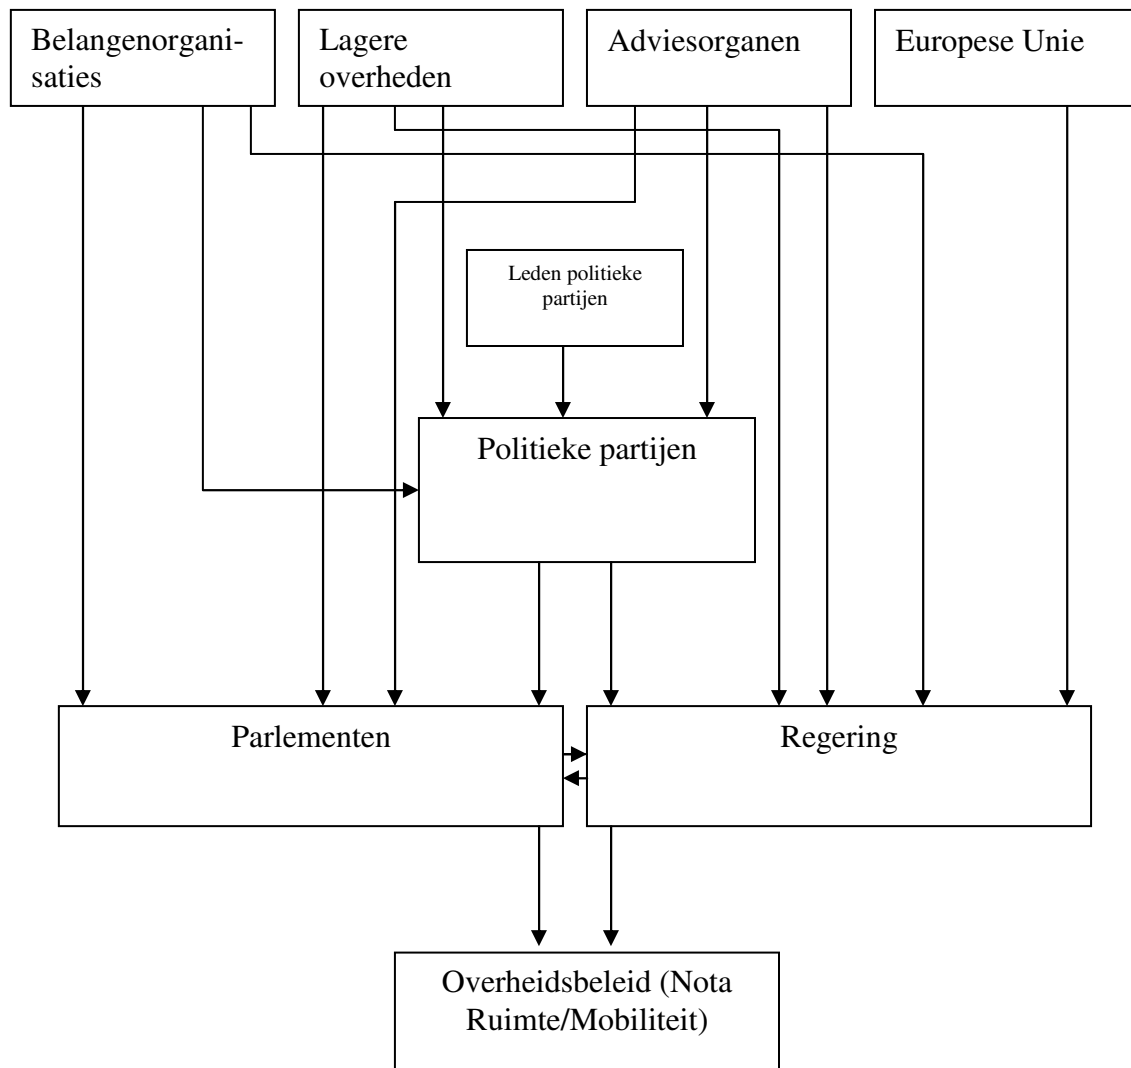 Belangenorgani-
saties
Lagere
overheden
Adviesorganen
Europese Unie
Leden politieke
partijen
Politieke partijen
Parlementen
Regering
Overheidsbeleid (Nota
Ruimte/Mobiliteit)